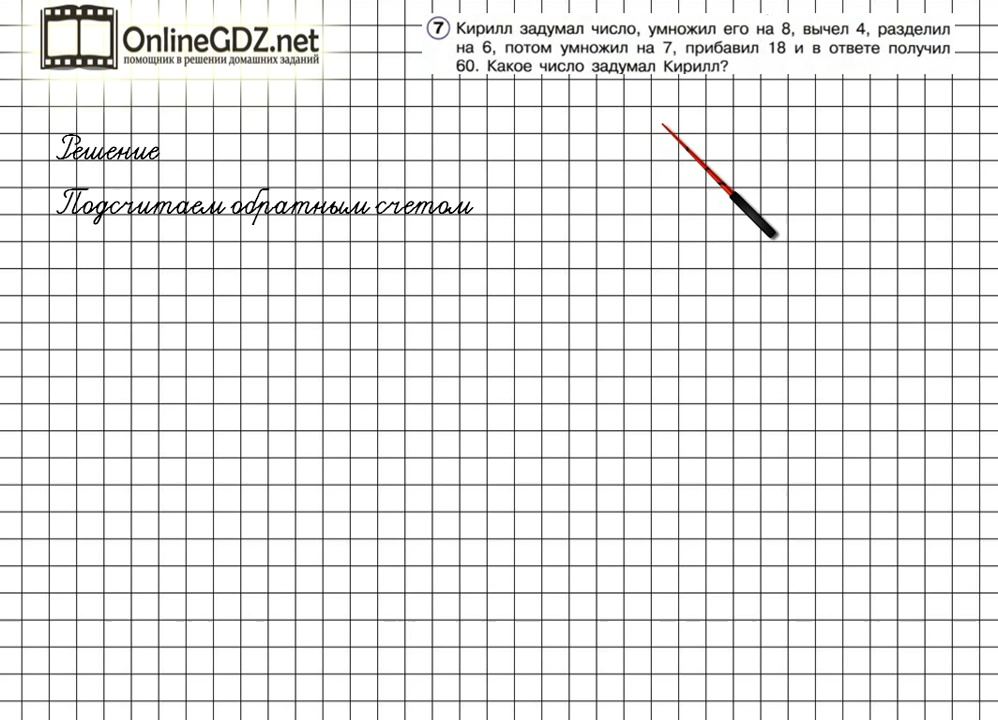 OnlineGDZ.net
помощник в решении домашних заданий
7 Кирилл задумал число, умножил его на 8, вычел 4, разделил
на 6, потом умножил на 7, прибавил 18 и в ответе получил
60. Какое число задумал Кирилл?
Решение
Подсчитаем обратным счетом